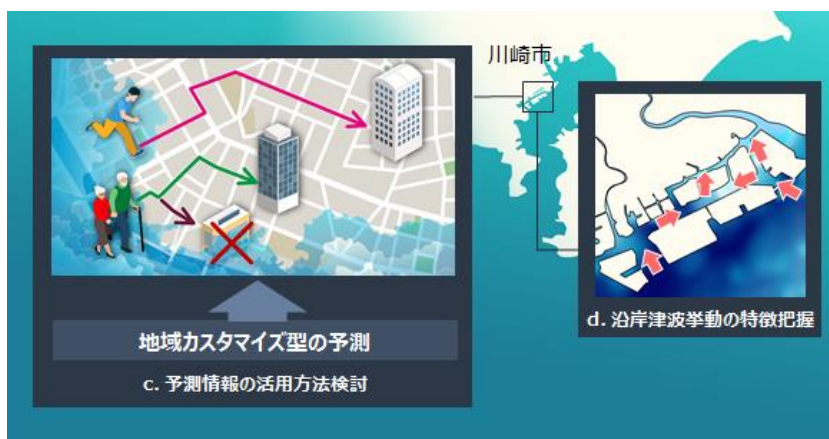 川崎市
地域カスタマイズ型の予測
c. 予測情報の活用方法検討
d. 沿岸津波挙動の特徴把握